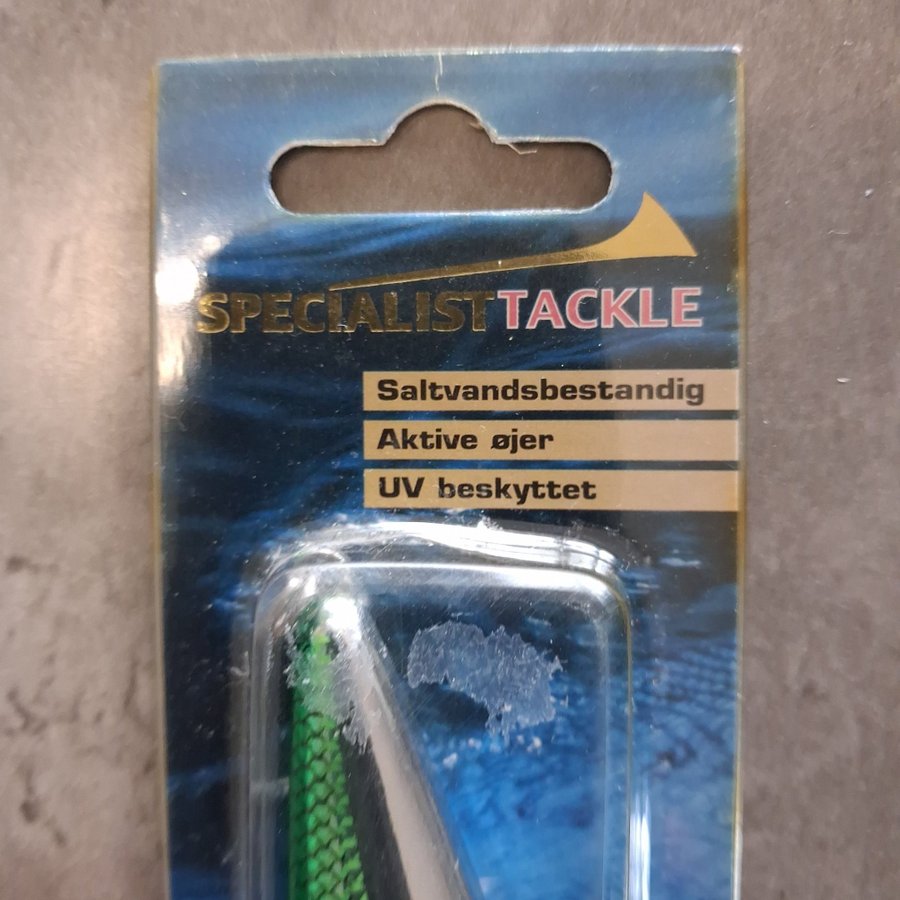 SPECIALISTTACKLE
Saltvandsbestandig
Aktive øjer
UV beskyttet